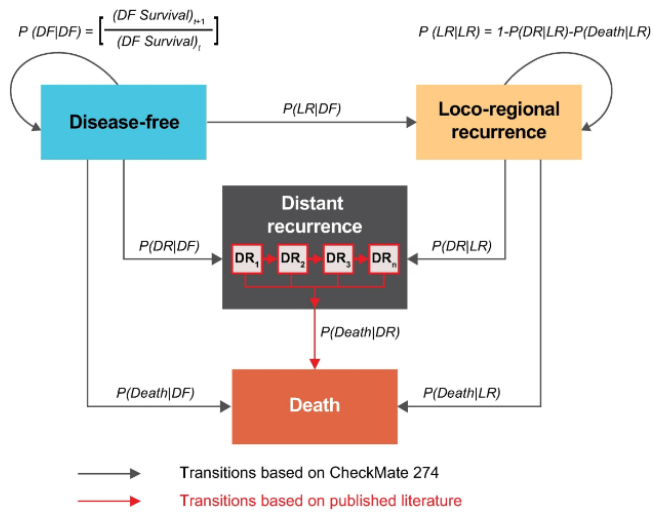 P (DF|DF) = [ (DF Survival)t+1 / (DF Survival)t ]
P (LR|LR) = 1-P(DR|LR)-P(Death|LR)
Disease-free
P(LR|DF)
Loco-regional
recurrence
Distant
recurrence
DR1
DR2
DR3
DRn
P(DR|DF)
P(DR|LR)
P(Death|DR)
P(Death|DF)
Death
P(Death|LR)
Transitions based on CheckMate 274
Transitions based on published literature